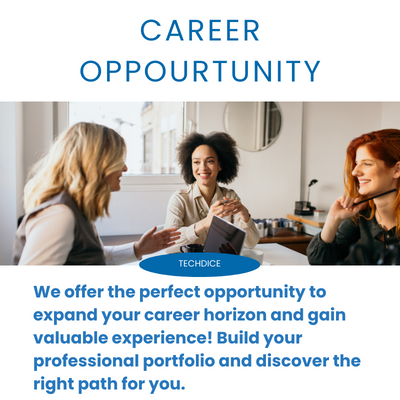 CAREER
OPPOURTUNITY
TECHDICE
We offer the perfect opportunity to
expand your career horizon and gain
valuable experience! Build your
professional portfolio and discover the
right path for you.